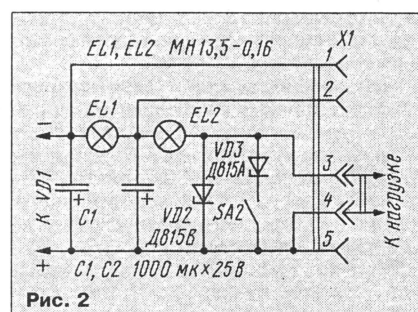 EL1, EL2 МН13,5-0,16
X1
1
2
EL1
EL2
VD3
Д815А
3
4
5
К VD1
-
+
+
C1
+
VD2
Д815В
SA2
К нагрузке
C1, C2 1000 мк×25В
Рис. 2